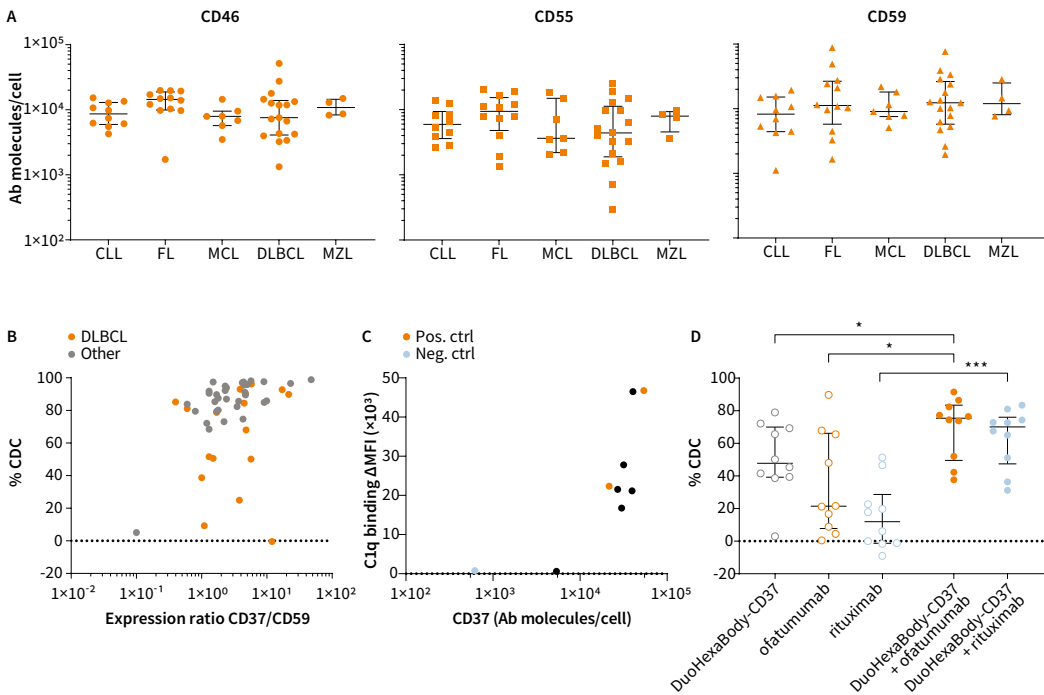 A
CD46
CD55
CD59
Ab molecules/cell
1×10⁵
1×10⁴
1×10³
1×10²
CLL FL MCL DLBCL MZL
CLL FL MCL DLBCL MZL
CLL FL MCL DLBCL MZL
B
DLBCL
Other
% CDC
100
80
60
40
20
0
-20
1×10⁻² 1×10⁻¹ 1×10⁰ 1×10¹ 1×10²
Expression ratio CD37/CD59
C
Pos. ctrl
Neg. ctrl
C1q binding ΔMFI (×10³)
50
40
30
20
10
0
1×10² 1×10³ 1×10⁴ 1×10⁵
CD37 (Ab molecules/cell)
D
*
*
***
% CDC
100
80
60
40
20
0
-20
DuoHexaBody-CD37
ofatumumab
rituximab
DuoHexaBody-CD37
+ ofatumumab
DuoHexaBody-CD37
+ rituximab